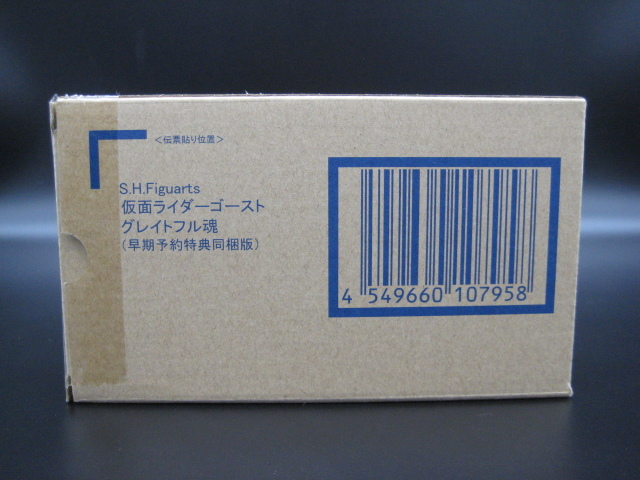 <伝票貼り位置>
S.H.Figuarts
仮面ライダーゴースト
グレイトフル魂
(早期予約特典同梱版)
4 549660 107958